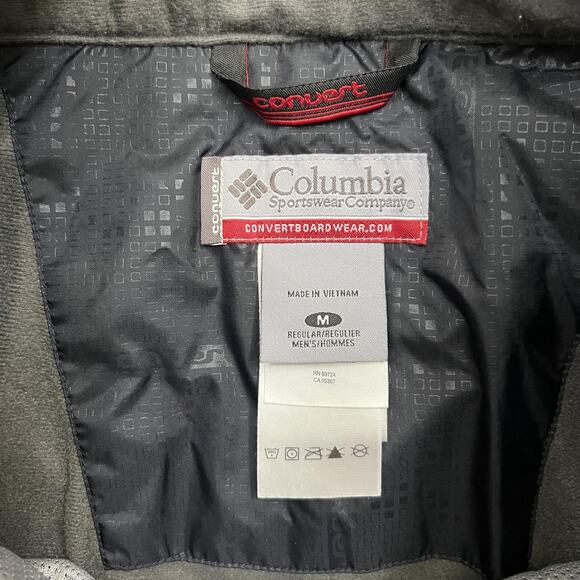 convert
convert
Columbia
Sportswear Company®
CONVERTBOARDWEAR.COM
MADE IN VIETNAM
M
REGULAR/REGULIER
MEN'S/HOMMES
RN 69724
CA 05367